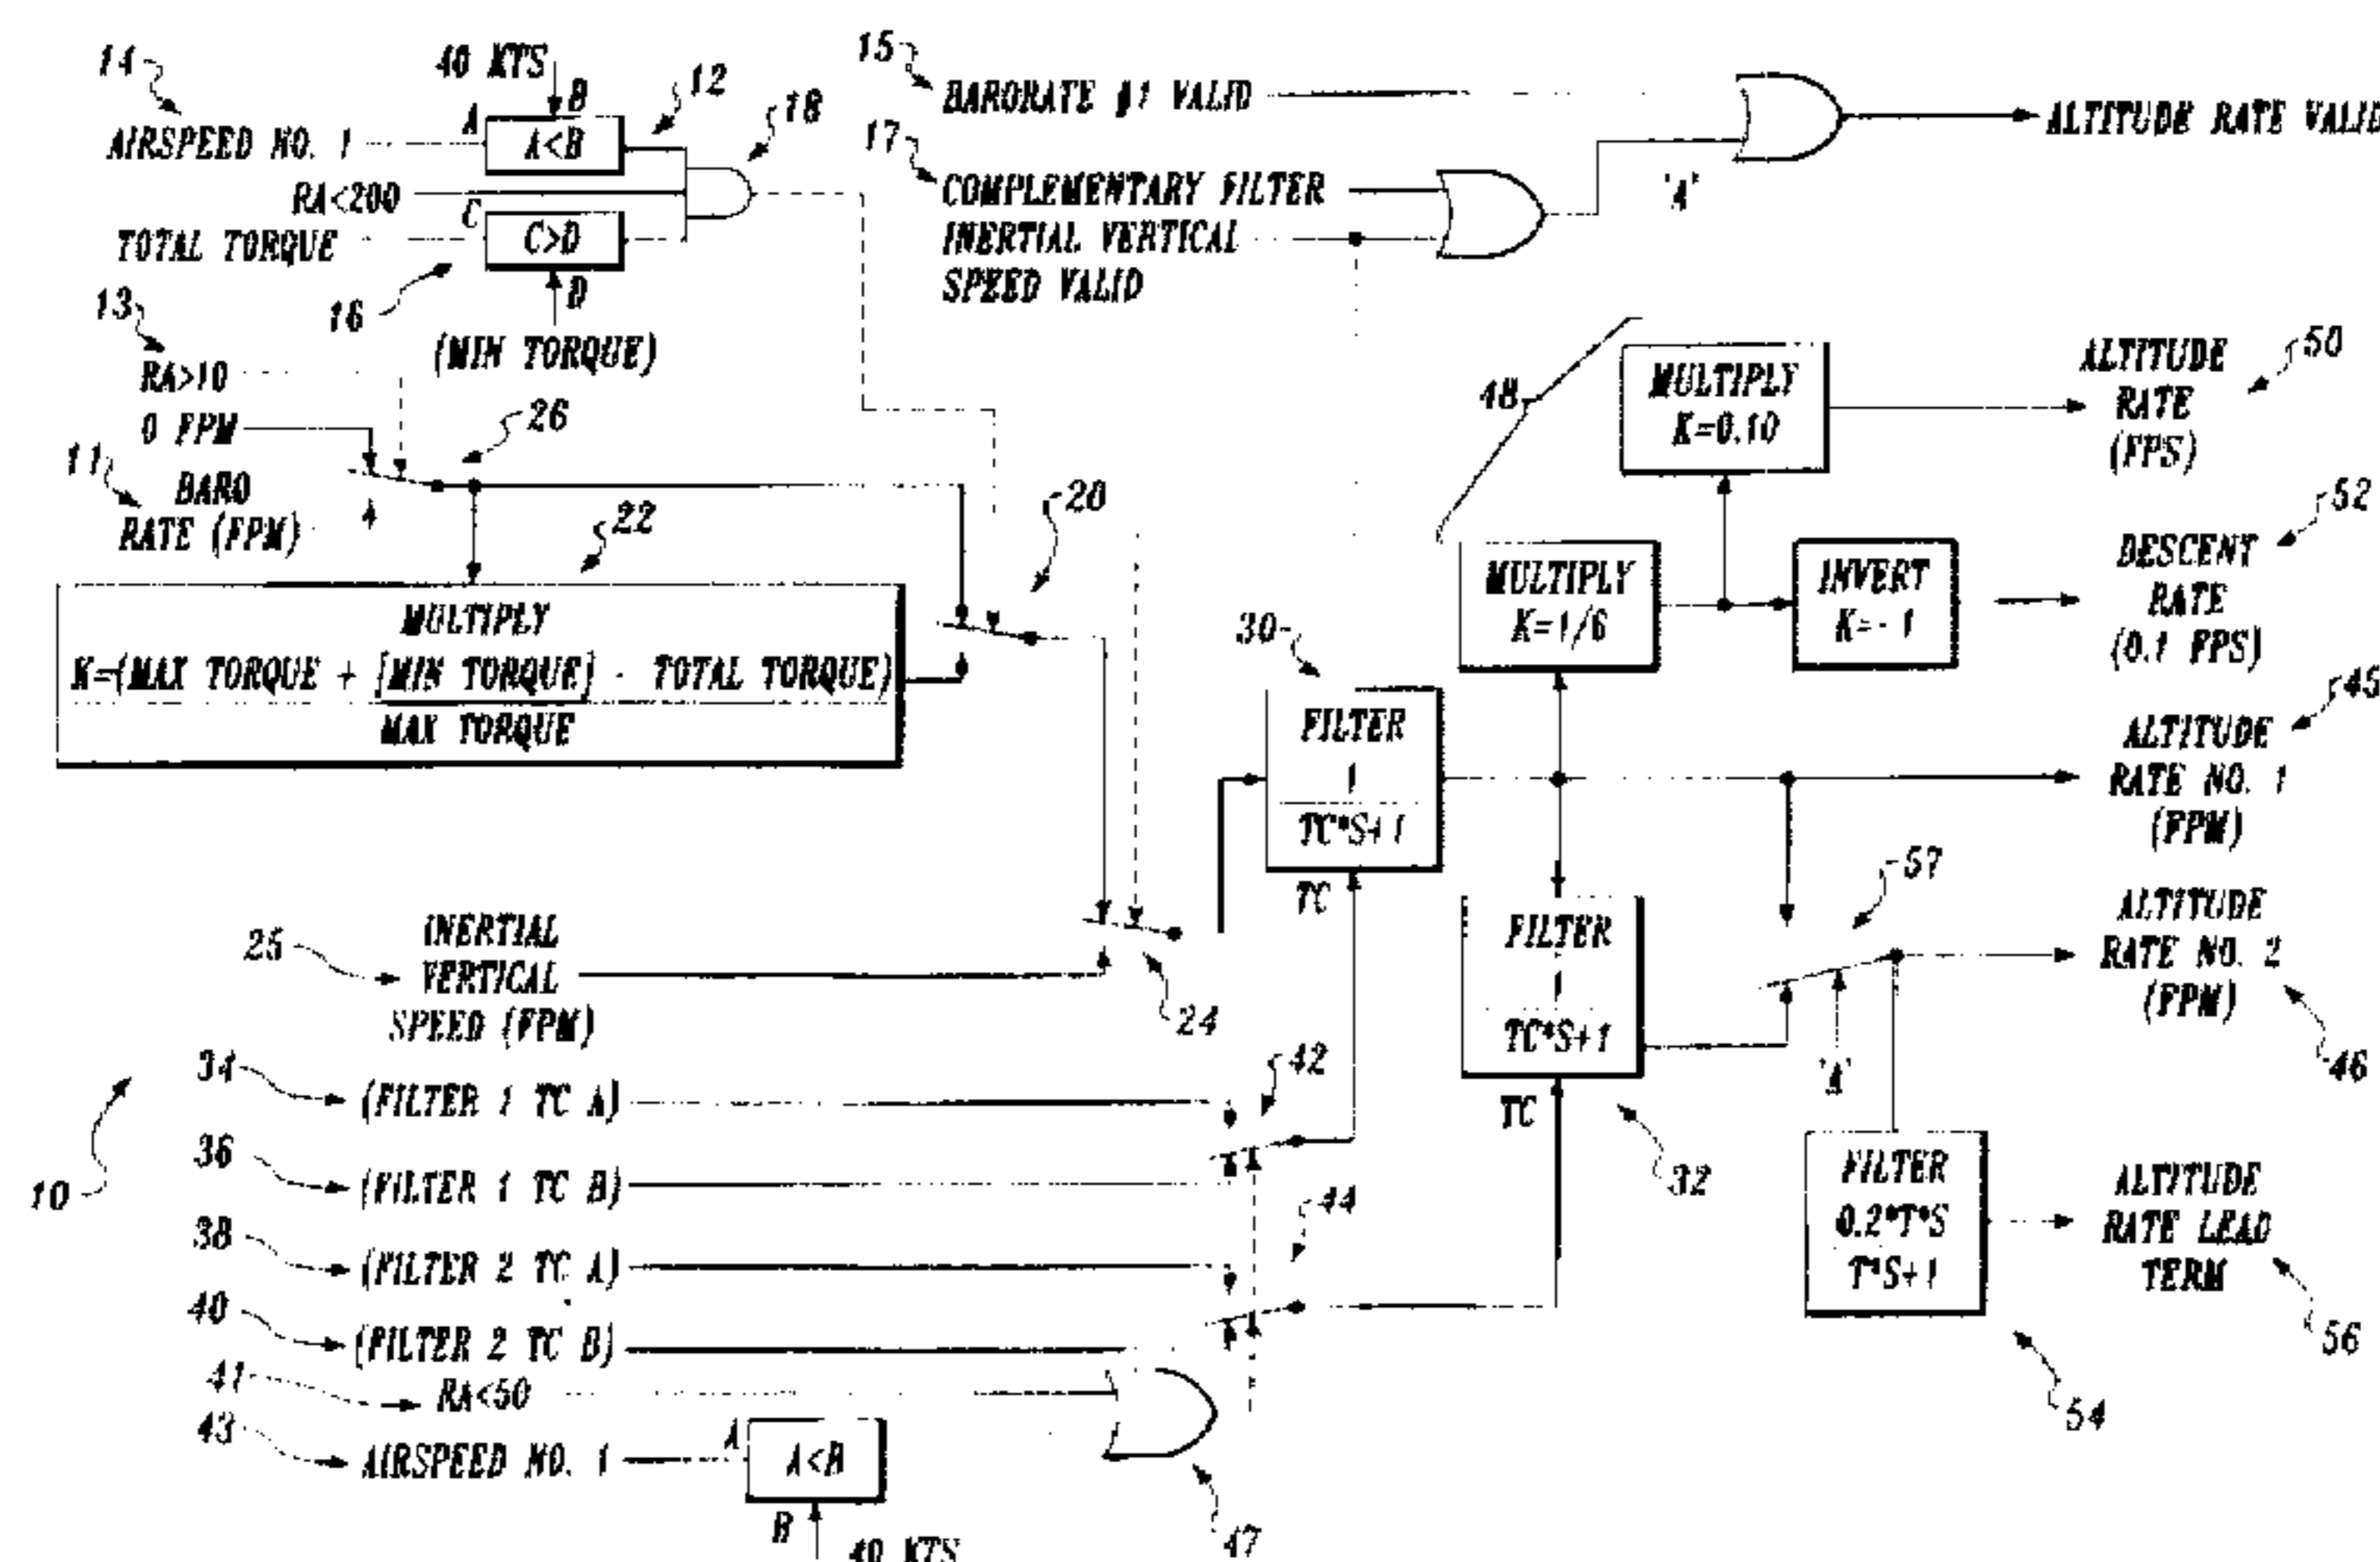 14
40 KTS
B
12
A
AIRSPEED NO. 1
A<B
18
RA<200
C
TOTAL TORQUE
C>D
D
16
(MIN TORQUE)
15
BARORATE #1 VALID
17
COMPLEMENTARY FILTER
INERTIAL VERTICAL
SPEED VALID
'A'
ALTITUDE RATE VALID
13
RA>10
0 FPM
26
11
BARO
RATE (FPM)
22
20
MULTIPLY
K=(MAX TORQUE + [MIN TORQUE] - TOTAL TORQUE)
MAX TORQUE
48
MULTIPLY
K=0.10
ALTITUDE
RATE
(FPS)
50
MULTIPLY
K=1/6
INVERT
K=-1
DESCENT
RATE
(0.1 FPS)
52
30
FILTER
1
TC*S+1
TC
ALTITUDE
RATE NO. 1
(FPM)
45
25
INERTIAL
VERTICAL
SPEED (FPM)
24
FILTER
1
TC*S+1
TC
32
57
'A'
ALTITUDE
RATE NO. 2
(FPM)
46
10
34
(FILTER 1 TC A)
42
36
(FILTER 1 TC B)
38
(FILTER 2 TC A)
44
40
(FILTER 2 TC B)
41
RA<50
43
AIRSPEED NO. 1
A
A<B
B
40 KTS
47
FILTER
0.2*T*S
T*S+1
54
ALTITUDE
RATE LEAD
TERM
56